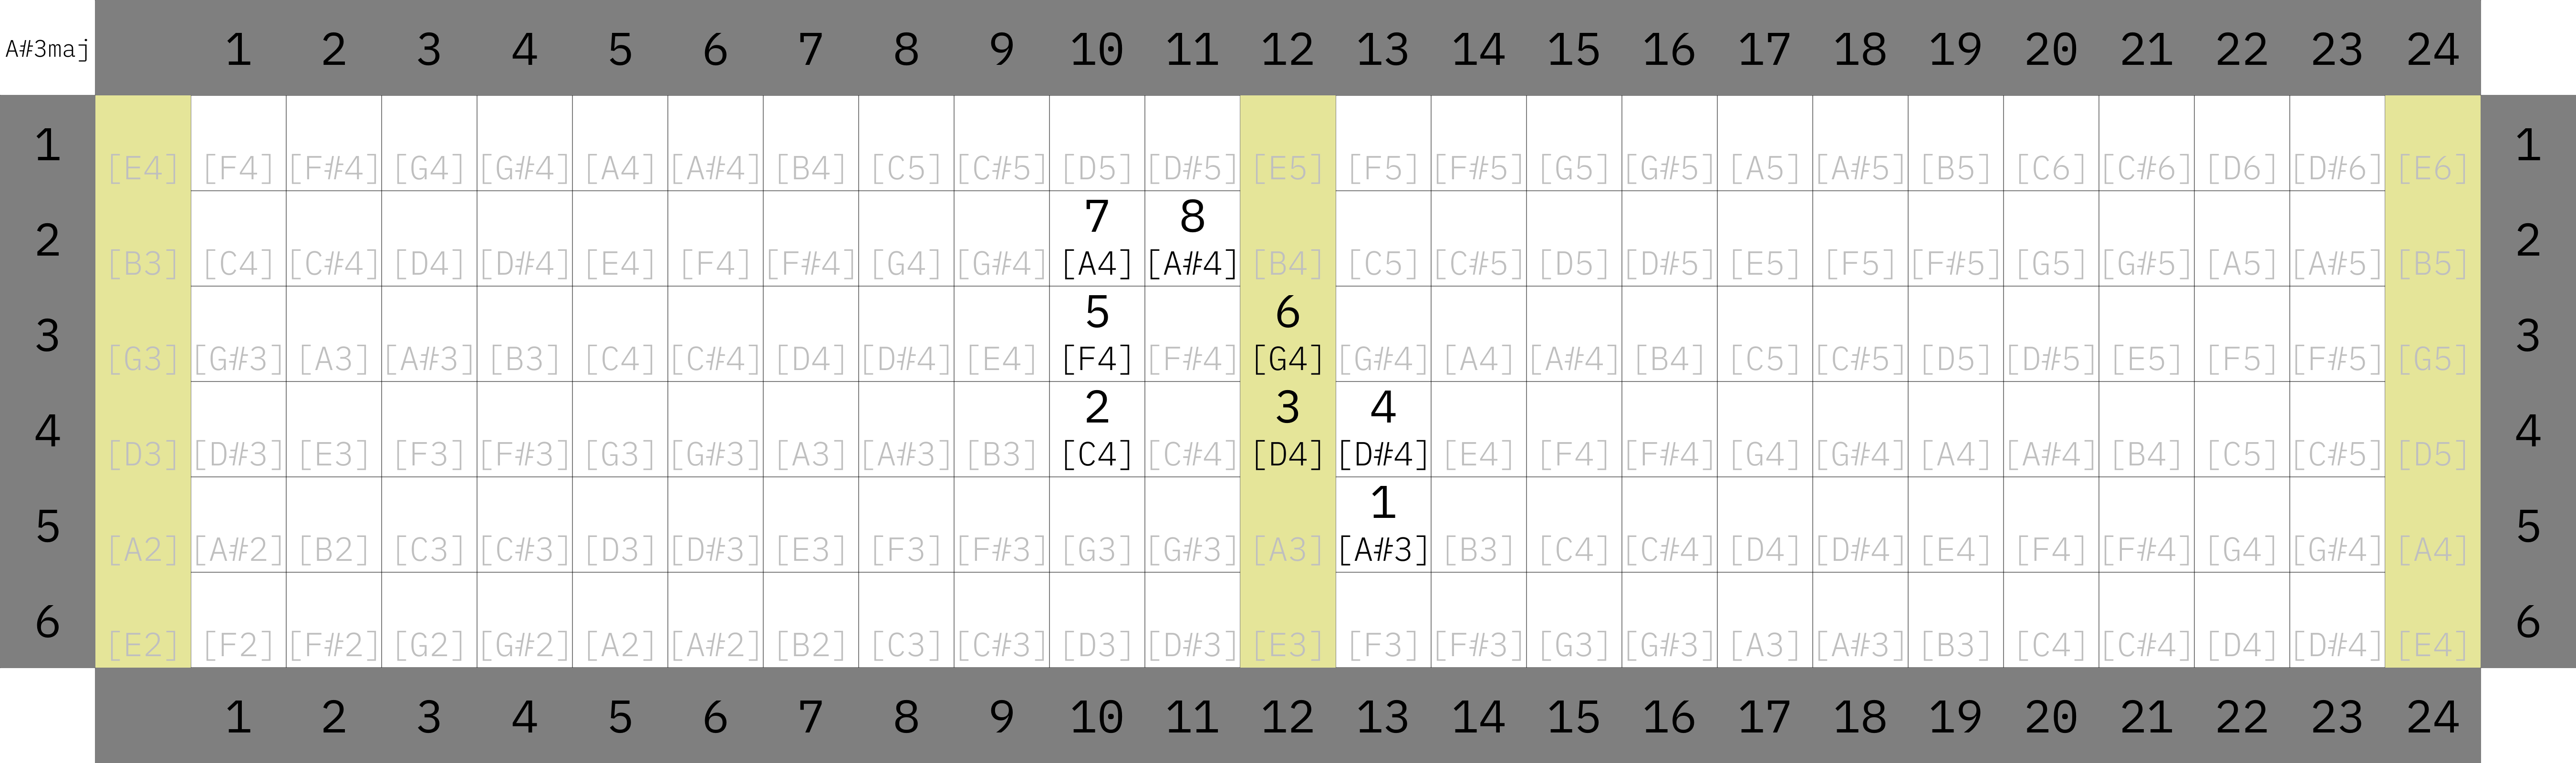 A#3maj 1 2 3 4 5 6 7 8 9 10 11 12 13 14 15 16 17 18 19 20 21 22 23 24
1 [E4] [F4] [F#4] [G4] [G#4] [A4] [A#4] [B4] [C5] [C#5] [D5] [D#5] [E5] [F5] [F#5] [G5] [G#5] [A5] [A#5] [B5] [C6] [C#6] [D6] [D#6] [E6] 1
7 8
2 [B3] [C4] [C#4] [D4] [D#4] [E4] [F4] [F#4] [G4] [G#4] [A4] [A#4] [B4] [C5] [C#5] [D5] [D#5] [E5] [F5] [F#5] [G5] [G#5] [A5] [A#5] [B5] 2
5 6
3 [G3] [G#3] [A3] [A#3] [B3] [C4] [C#4] [D4] [D#4] [E4] [F4] [F#4] [G4] [G#4] [A4] [A#4] [B4] [C5] [C#5] [D5] [D#5] [E5] [F5] [F#5] [G5] 3
2 3 4
4 [D3] [D#3] [E3] [F3] [F#3] [G3] [G#3] [A3] [A#3] [B3] [C4] [C#4] [D4] [D#4] [E4] [F4] [F#4] [G4] [G#4] [A4] [A#4] [B4] [C5] [C#5] [D5] 4
1
5 [A2] [A#2] [B2] [C3] [C#3] [D3] [D#3] [E3] [F3] [F#3] [G3] [G#3] [A3] [A#3] [B3] [C4] [C#4] [D4] [D#4] [E4] [F4] [F#4] [G4] [G#4] [A4] 5
6 [E2] [F2] [F#2] [G2] [G#2] [A2] [A#2] [B2] [C3] [C#3] [D3] [D#3] [E3] [F3] [F#3] [G3] [G#3] [A3] [A#3] [B3] [C4] [C#4] [D4] [D#4] [E4] 6
1 2 3 4 5 6 7 8 9 10 11 12 13 14 15 16 17 18 19 20 21 22 23 24